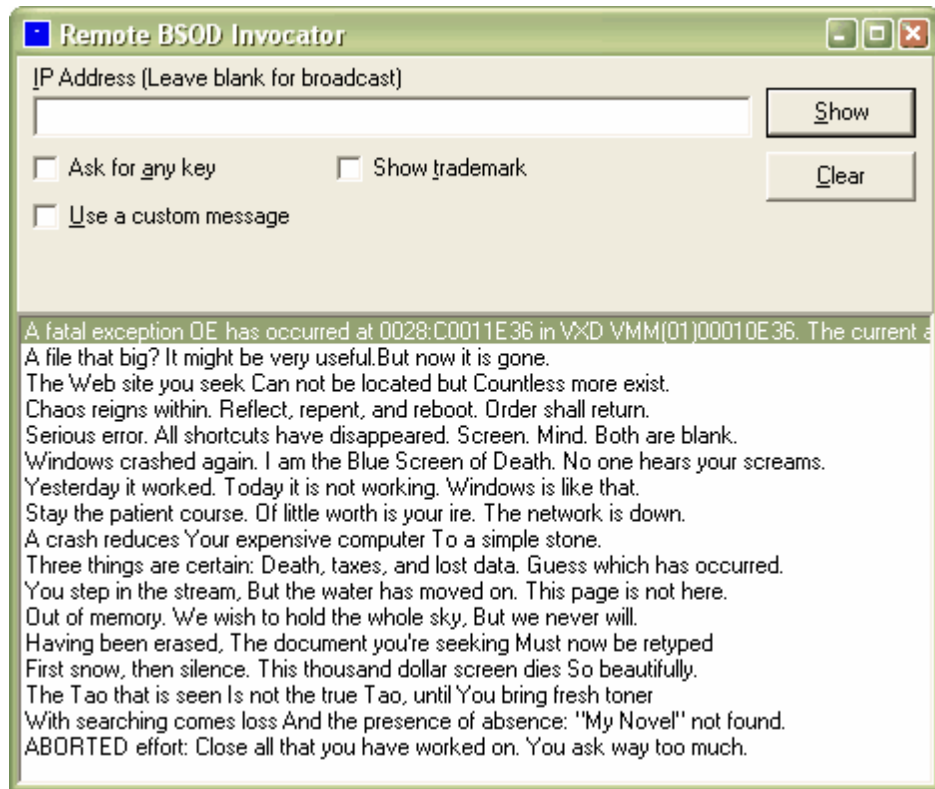 Remote BSOD Invocator
IP Address (Leave blank for broadcast)
Show
Ask for any key
Show trademark
Clear
Use a custom message
A fatal exception 0E has occurred at 0028:C0011E36 in VXD VMM(01)00010E36. The current a
A file that big? It might be very useful.But now it is gone.
The Web site you seek Can not be located but Countless more exist.
Chaos reigns within. Reflect, repent, and reboot. Order shall return.
Serious error. All shortcuts have disappeared. Screen. Mind. Both are blank.
Windows crashed again. I am the Blue Screen of Death. No one hears your screams.
Yesterday it worked. Today it is not working. Windows is like that.
Stay the patient course. Of little worth is your ire. The network is down.
A crash reduces Your expensive computer To a simple stone.
Three things are certain: Death, taxes, and lost data. Guess which has occurred.
You step in the stream, But the water has moved on. This page is not here.
Out of memory. We wish to hold the whole sky, But we never will.
Having been erased, The document you're seeking Must now be retyped
First snow, then silence. This thousand dollar screen dies So beautifully.
The Tao that is seen Is not the true Tao, until You bring fresh toner
With searching comes loss And the presence of absence: "My Novel" not found.
ABORTED effort: Close all that you have worked on. You ask way too much.